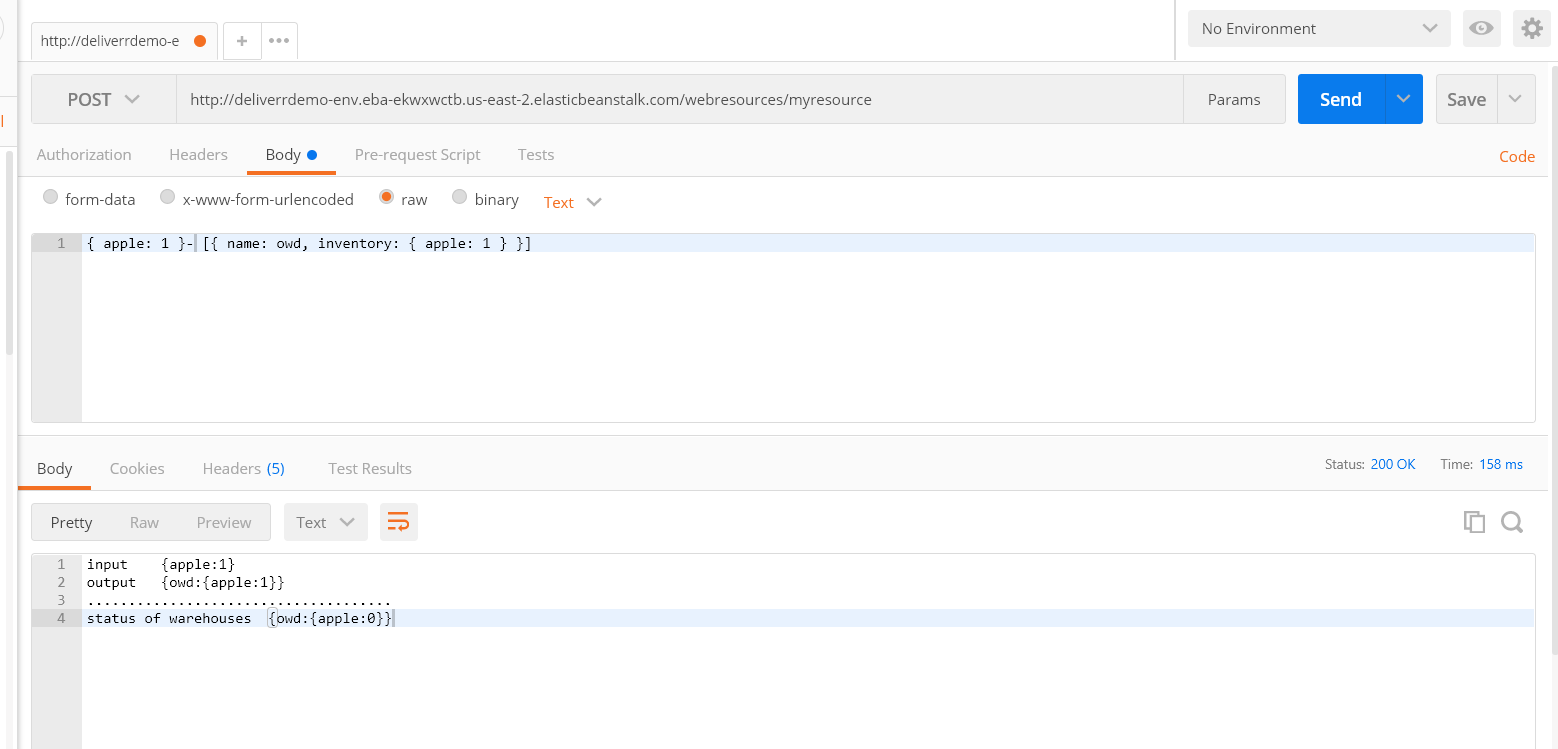 http://deliverrdemo-e
No Environment
POST http://deliverrdemo-env.eba-ekwxwctb.us-east-2.elasticbeanstalk.com/webresources/myresource Params Send Save
Authorization Headers Body Pre-request Script Tests Code
form-data x-www-form-urlencoded raw binary Text
1 { apple: 1 }- [{ name: owd, inventory: { apple: 1 } }]
Body Cookies Headers (5) Test Results Status: 200 OK Time: 158 ms
Pretty Raw Preview Text
1 input {apple:1}
2 output {owd:{apple:1}}
3 .....................................
4 status of warehouses {owd:{apple:0}}